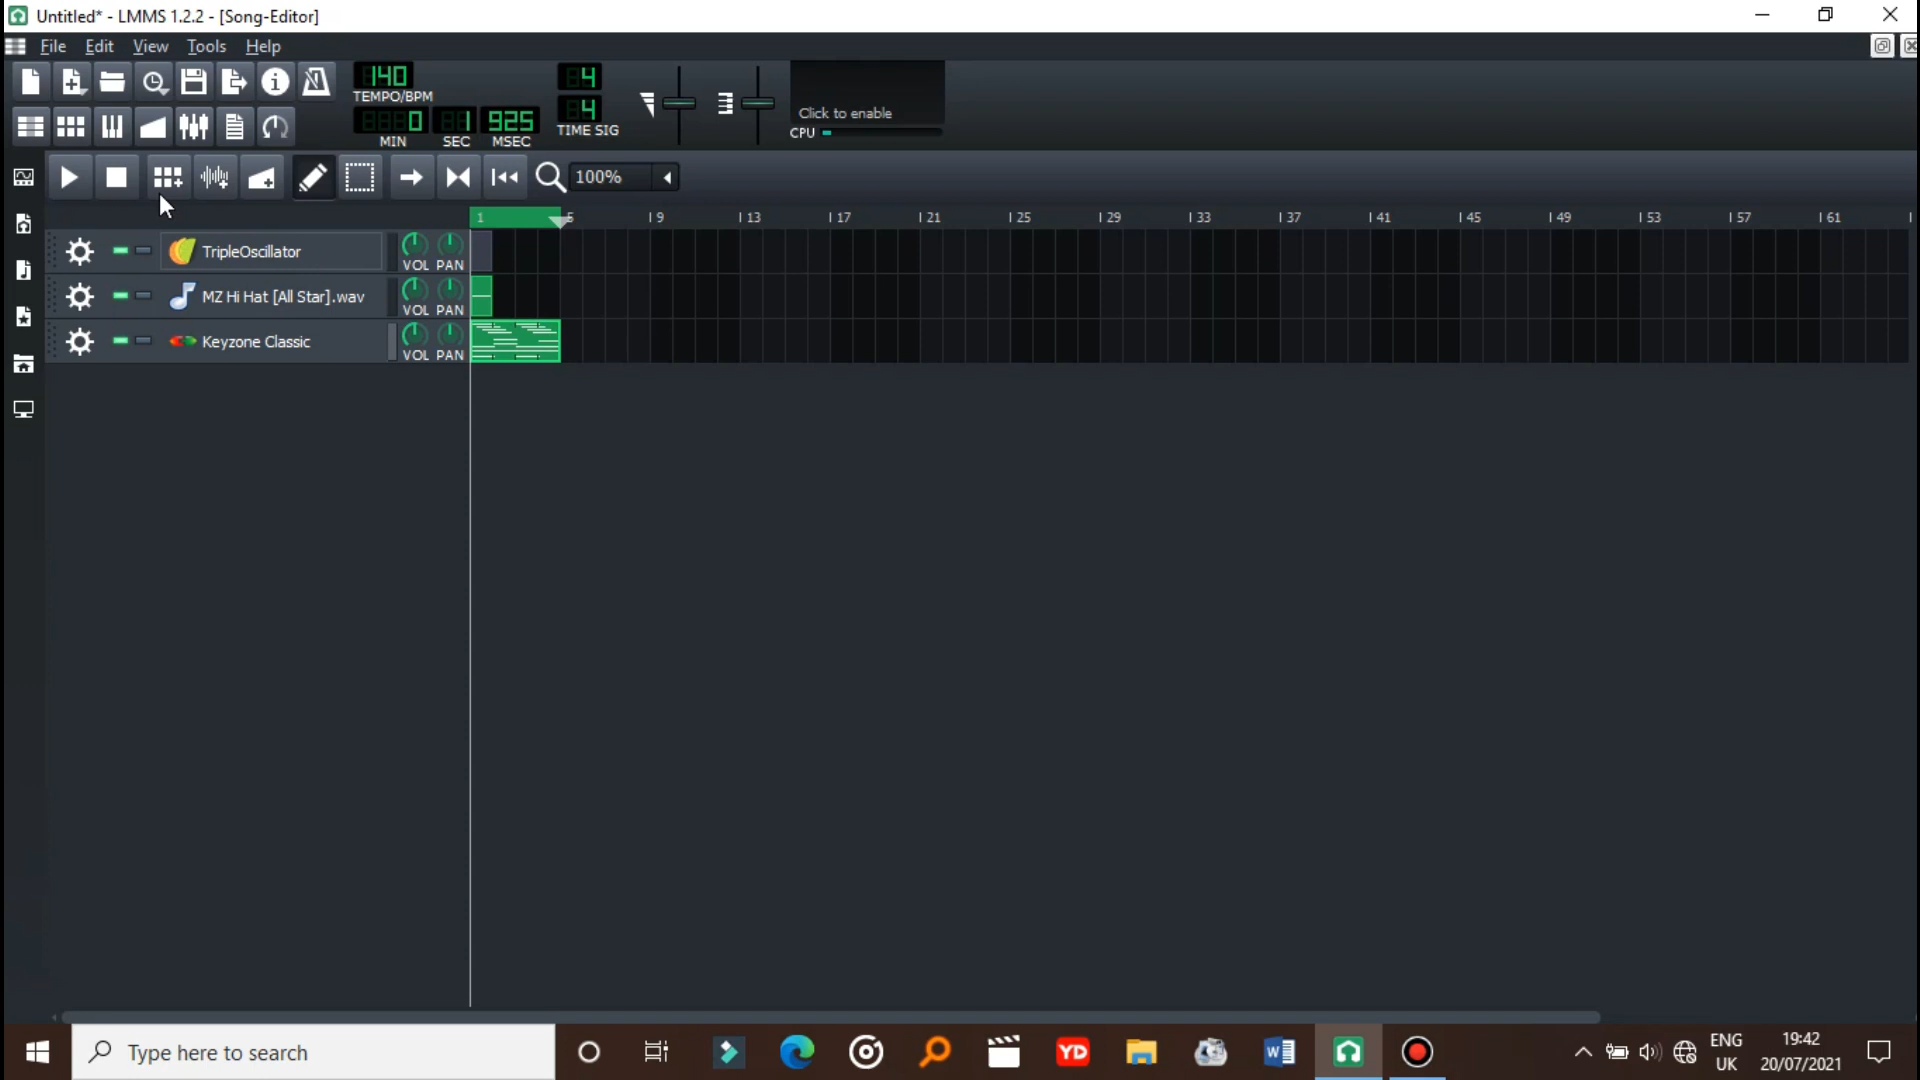 Untitled* - LMMS 1.2.2 - [Song-Editor]
File Edit View Tools Help
140
TEMPO/BPM
0 1 925
MIN SEC MSEC
4
4
TIME SIG
Click to enable
CPU
100%
1 5 9 13 17 21 25 29 33 37 41 45 49 53 57 61
TripleOscillator
VOL PAN
MZ Hi Hat [All Star].wav
VOL PAN
Keyzone Classic
VOL PAN
Type here to search
YD
W
ENG
UK
19:42
20/07/2021